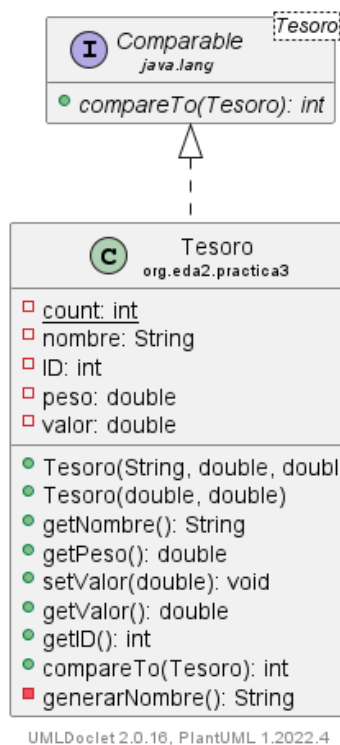 Tesoro
I
Comparable
java.lang
compareTo(Tesoro): int
C
Tesoro
org.eda2.practica3
count: int
nombre: String
ID: int
peso: double
valor: double
Tesoro(String, double, doubl
Tesoro(double, double)
getNombre(): String
getPeso(): double
setValor(double): void
getValor(): double
getID(): int
compareTo(Tesoro): int
generarNombre(): String
UMLDoclet 2.0.16, PlantUML 1.2022.4